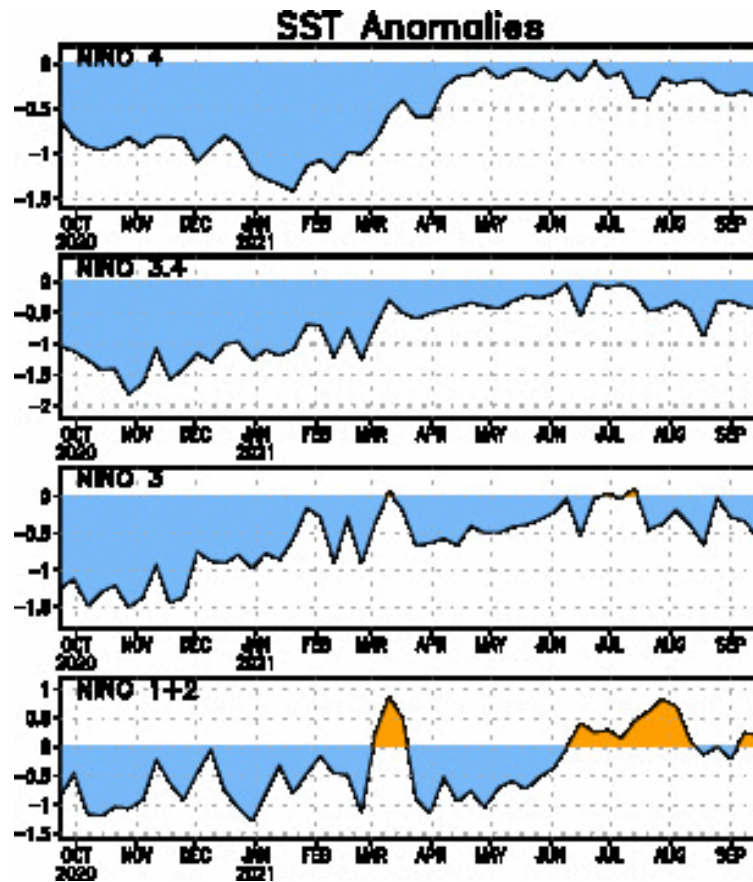 SST Anomalies
NINO 4
0
-0.5
-1
-1.5
OCT NOV DEC JAN FEB MAR APR MAY JUN JUL AUG SEP
2020 2021
NINO 3.4
0
-0.5
-1
-1.5
-2
OCT NOV DEC JAN FEB MAR APR MAY JUN JUL AUG SEP
2020 2021
NINO 3
0
-0.5
-1
-1.5
OCT NOV DEC JAN FEB MAR APR MAY JUN JUL AUG SEP
2020 2021
NINO 1+2
1
0.5
0
-0.5
-1
-1.5
OCT NOV DEC JAN FEB MAR APR MAY JUN JUL AUG SEP
2020 2021